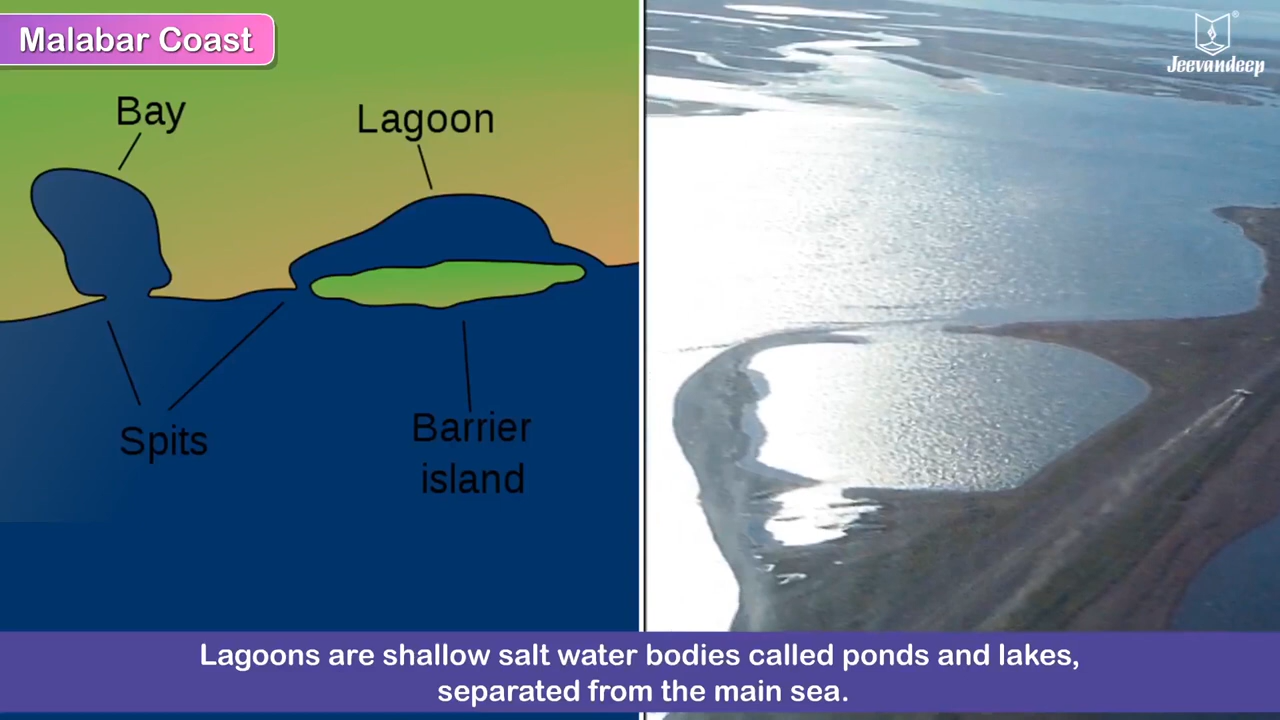 Malabar Coast
Jeevandeep
Bay
Lagoon
Spits
Barrier
island
Lagoons are shallow salt water bodies called ponds and lakes,
separated from the main sea.